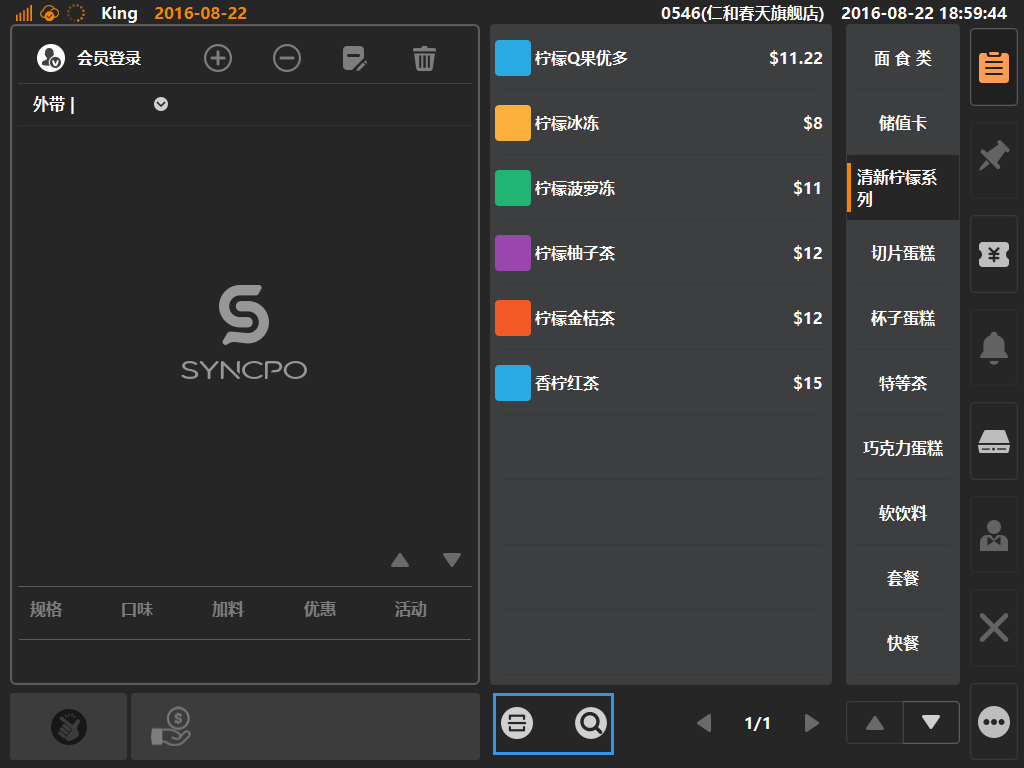 King 2016-08-22
0546(仁和春天旗舰店) 2016-08-22 18:59:44
会员登录
外带 |
SYNCPO
规格 口味 加料 优惠 活动
柠檬Q果优多 $11.22
柠檬冰冻 $8
柠檬菠萝冻 $11
柠檬柚子茶 $12
柠檬金桔茶 $12
香柠红茶 $15
1/1
面 食 类
储值卡
清新柠檬系
列
切片蛋糕
杯子蛋糕
特等茶
巧克力蛋糕
软饮料
套餐
快餐